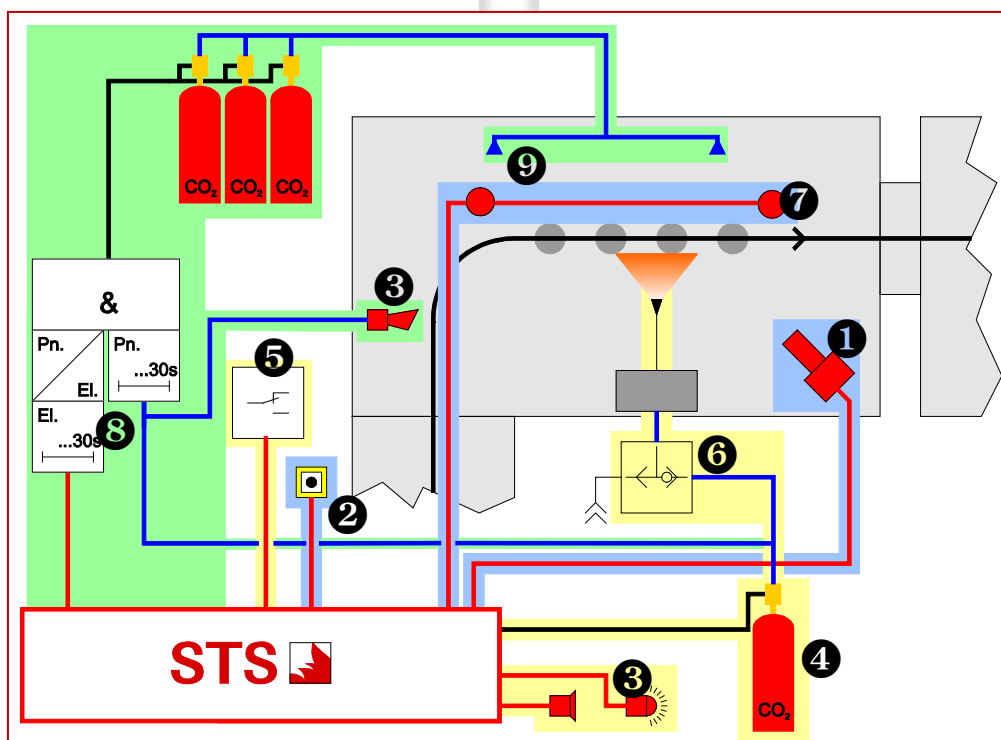 CO₂ CO₂ CO₂
9
7
3
&
1
Pn. Pn.
...30s
El.
5
El.
...30s
8
6
2
STS
3
4
CO₂